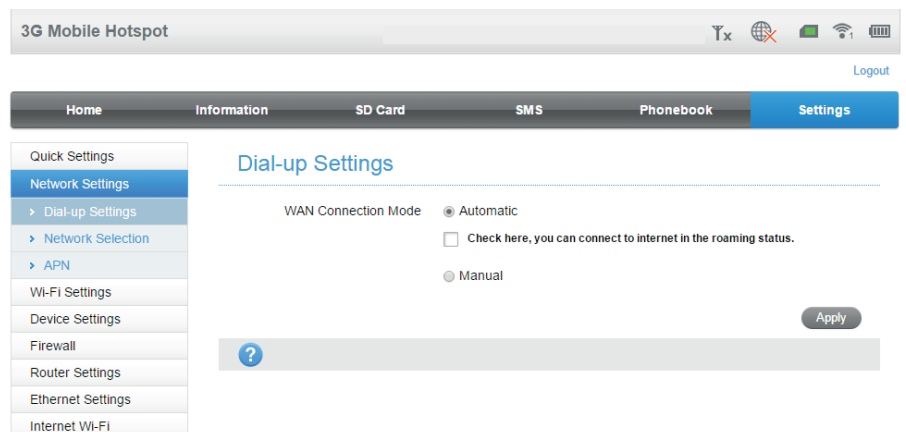 3G Mobile Hotspot
1
Logout
Home Information SD Card SMS Phonebook Settings
Quick Settings
Network Settings
Dial-up Settings
Network Selection
APN
Wi-Fi Settings
Device Settings
Firewall
Router Settings
Ethernet Settings
Internet Wi-Fi
Dial-up Settings
WAN Connection Mode Automatic
Check here, you can connect to internet in the roaming status.
Manual
Apply
?